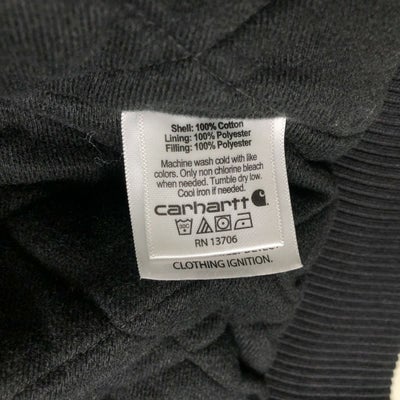 Shell: 100% Cotton
Lining: 100% Polyester
Filling: 100% Polyester
Machine wash cold with like
colors. Only non chlorine bleach
when needed. Tumble dry low.
Cool Iron if needed.
carhartt
RN 13706
CLOTHING IGNITION.